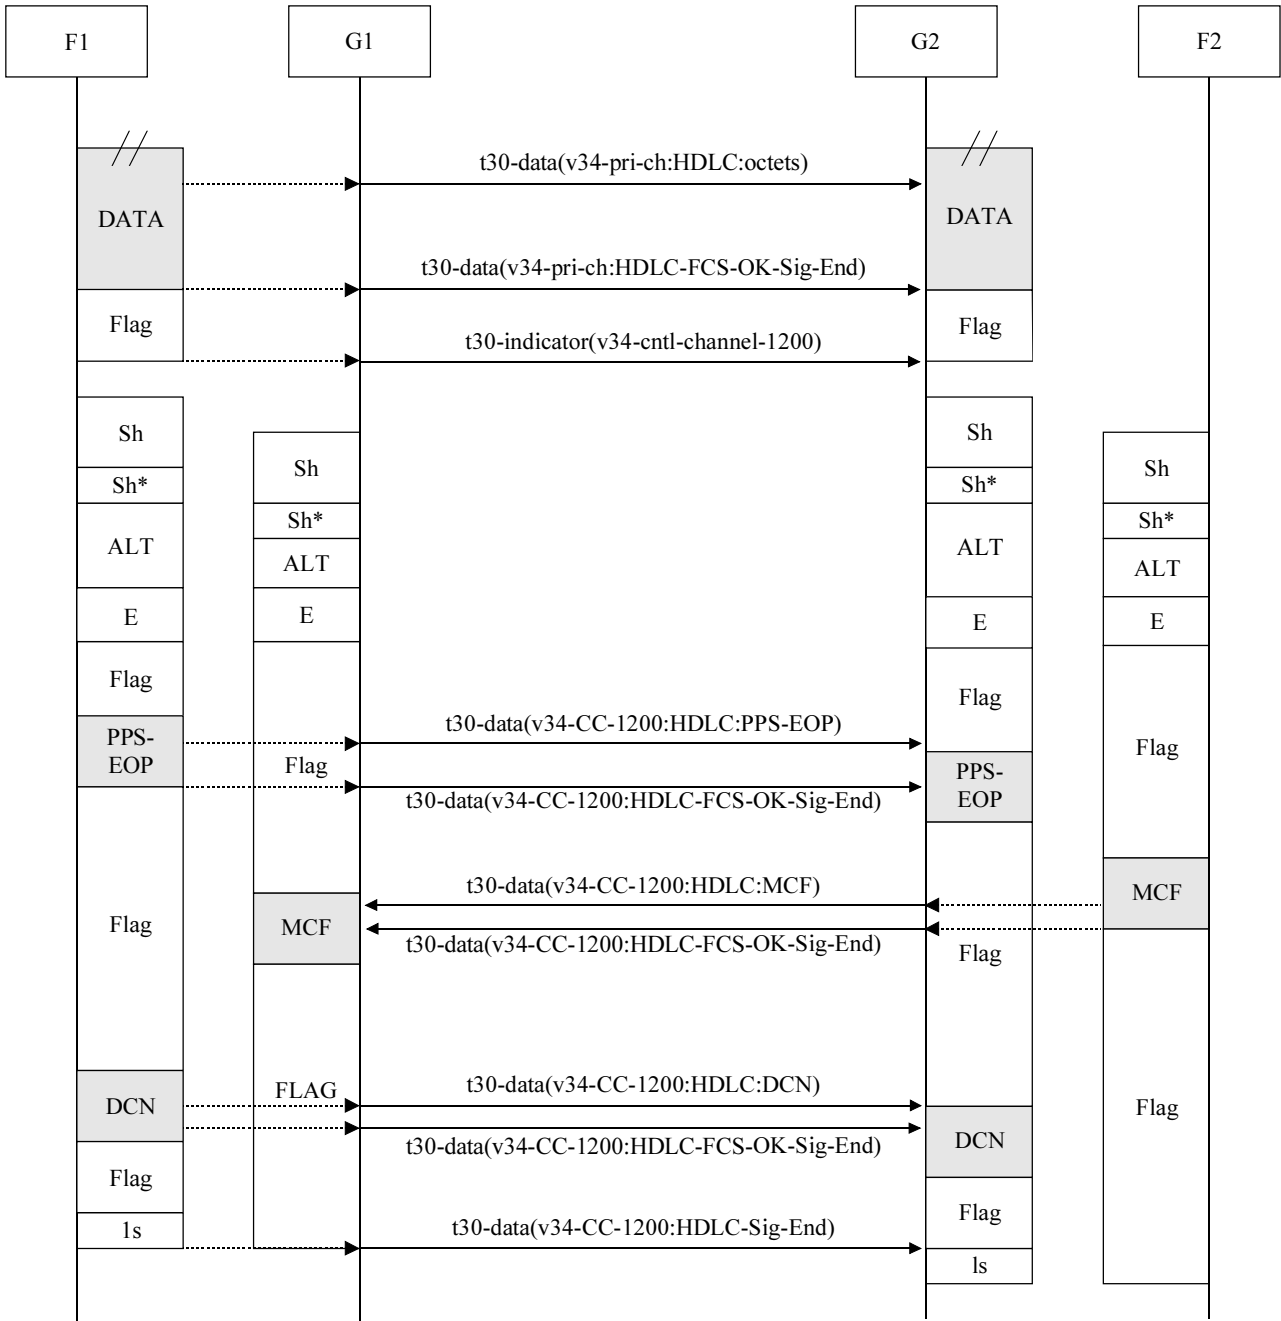 F1
G1
G2
F2
t30-data(v34-pri-ch:HDLC:octets)
DATA
DATA
t30-data(v34-pri-ch:HDLC-FCS-OK-Sig-End)
Flag
Flag
t30-indicator(v34-cntl-channel-1200)
Sh
Sh
Sh
Sh
Sh*
Sh*
Sh*
Sh*
ALT
ALT
ALT
ALT
E
E
E
E
Flag
Flag
t30-data(v34-CC-1200:HDLC:PPS-EOP)
PPS-
EOP
Flag
Flag
PPS-
EOP
t30-data(v34-CC-1200:HDLC-FCS-OK-Sig-End)
t30-data(v34-CC-1200:HDLC:MCF)
MCF
Flag
MCF
t30-data(v34-CC-1200:HDLC-FCS-OK-Sig-End)
Flag
FLAG
t30-data(v34-CC-1200:HDLC:DCN)
DCN
Flag
t30-data(v34-CC-1200:HDLC-FCS-OK-Sig-End)
DCN
Flag
Flag
1s
t30-data(v34-CC-1200:HDLC-Sig-End)
ls